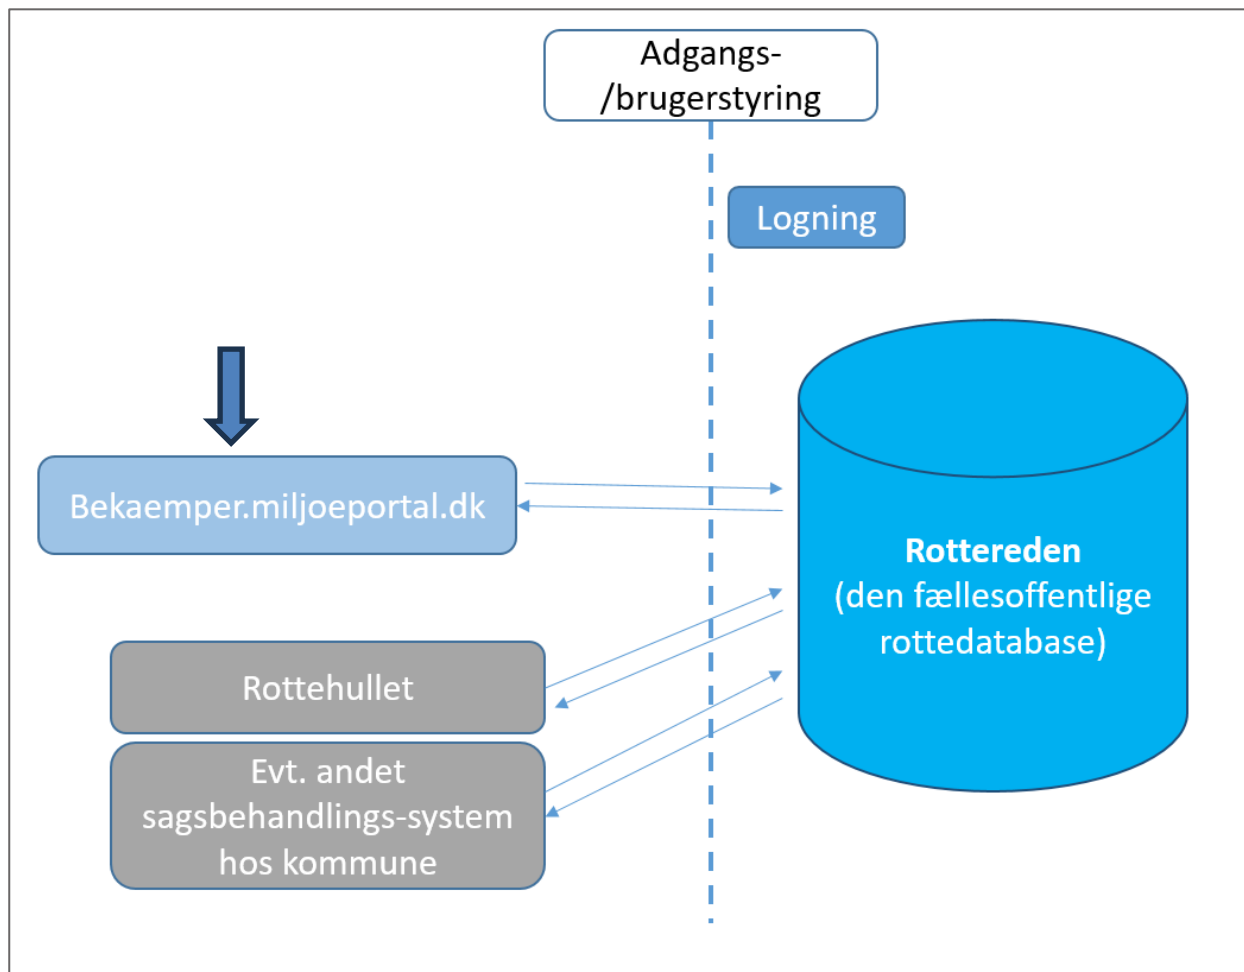 Adgangs-
/brugerstyring
Logning
Bekaemper.miljoeportal.dk
Rottereden
(den fællesoffentlige
rottedatabase)
Rottehullet
Evt. andet
sagsbehandlings-system
hos kommune